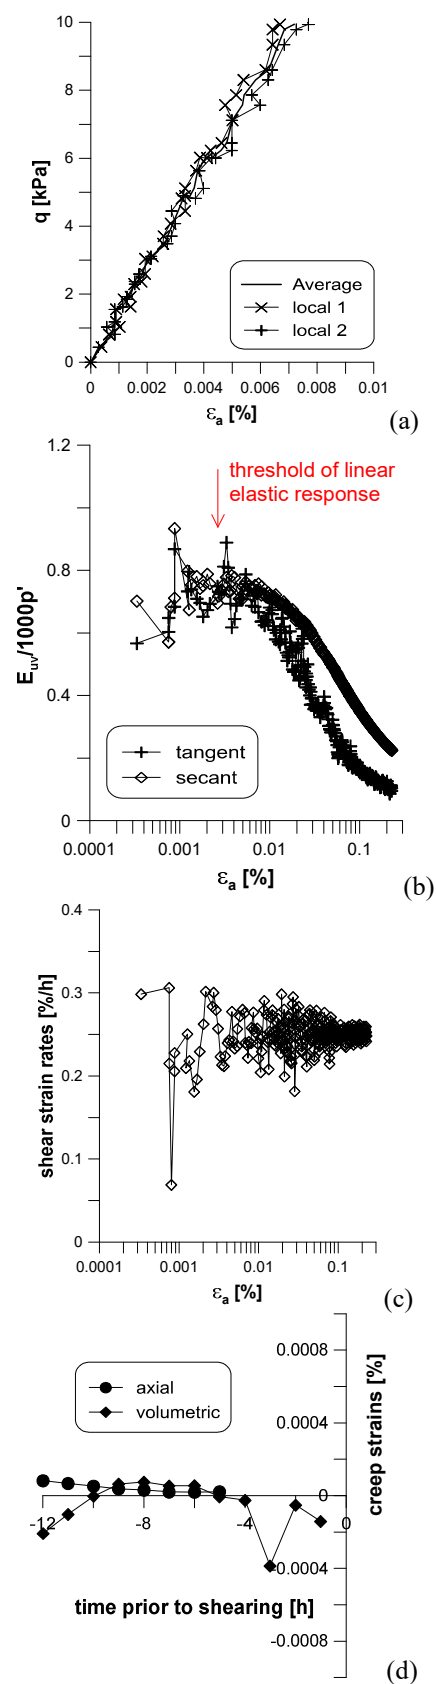 10
8
6
4
2
0
q [kPa]
Average
local 1
local 2
0 0.002 0.004 0.006 0.008 0.01
εa [%]
(a)
1.2
0.8
0.4
0
Euv/1000p'
threshold of linear
elastic response
tangent
secant
0.0001 0.001 0.01 0.1
εa [%]
(b)
0.4
0.3
0.2
0.1
0
shear strain rates [%/h]
0.0001 0.001 0.01 0.1
εa [%]
(c)
axial
volumetric
0.0008
0.0004
0
-0.0004
-0.0008
creep strains [%]
-12 -8 -4 0
time prior to shearing [h]
(d)